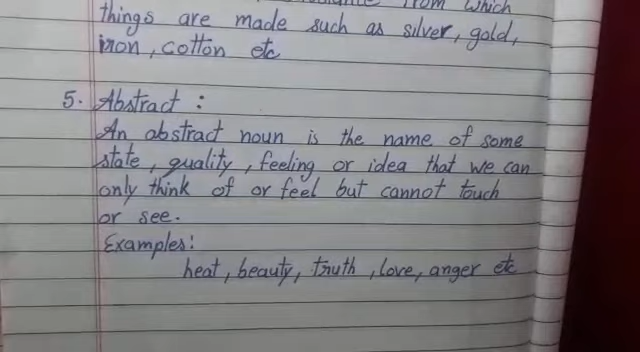 from which
things are made such as silver, gold,
iron, cotton etc
5. Abstract :
An abstract noun is the name of some
state, quality, feeling or idea that we can
only think of or feel but cannot touch
or see.
Examples:
heat, beauty, truth, love, anger etc